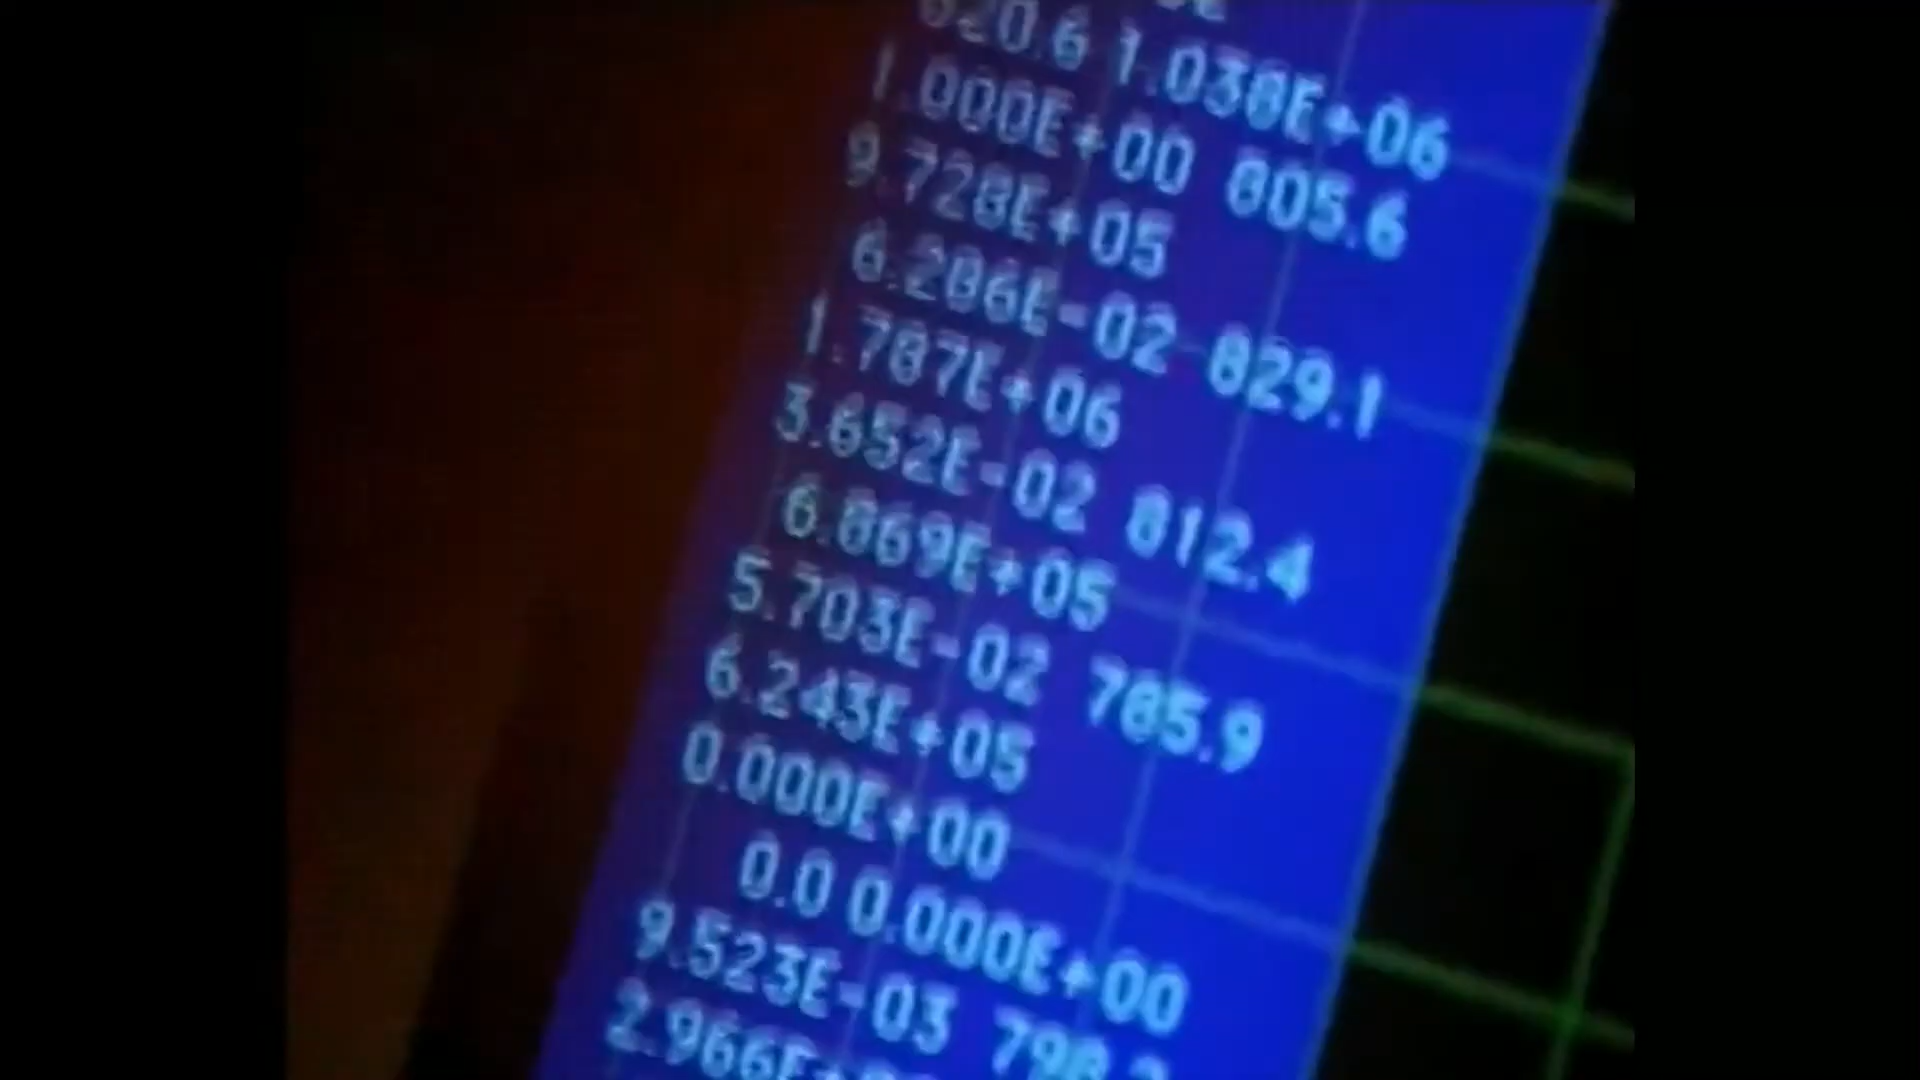 1.038E+06
1.000E+00 805.6
9.728E+05
6.286E-02 829.1
1.787E+06
3.652E-02 812.4
6.869E+05
5.703E-02 785.9
6.243E+05
0.000E+00
0.0 0.000E+00
9.523E-03